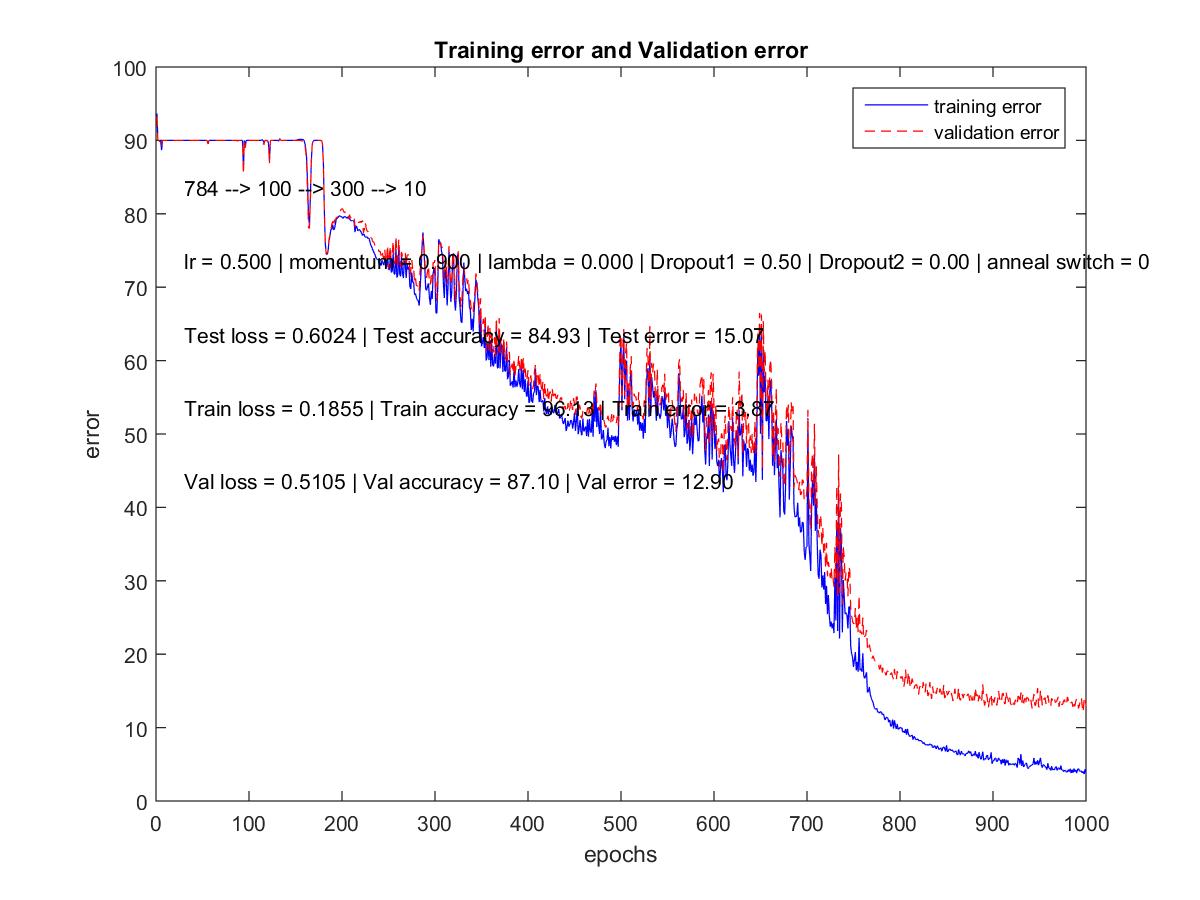 Training error and Validation error
100
90
80
70
60
50
40
30
20
10
0
error
training error
validation error
784 --> 100 --> 300 --> 10
lr = 0.500 | momentum = 0.900 | lambda = 0.000 | Dropout1 = 0.50 | Dropout2 = 0.00 | anneal switch = 0
Test loss = 0.6024 | Test accuracy = 84.93 | Test error = 15.07
Train loss = 0.1855 | Train accuracy = 96.13 | Train error = 3.87
Val loss = 0.5105 | Val accuracy = 87.10 | Val error = 12.90
0 100 200 300 400 500 600 700 800 900 1000
epochs